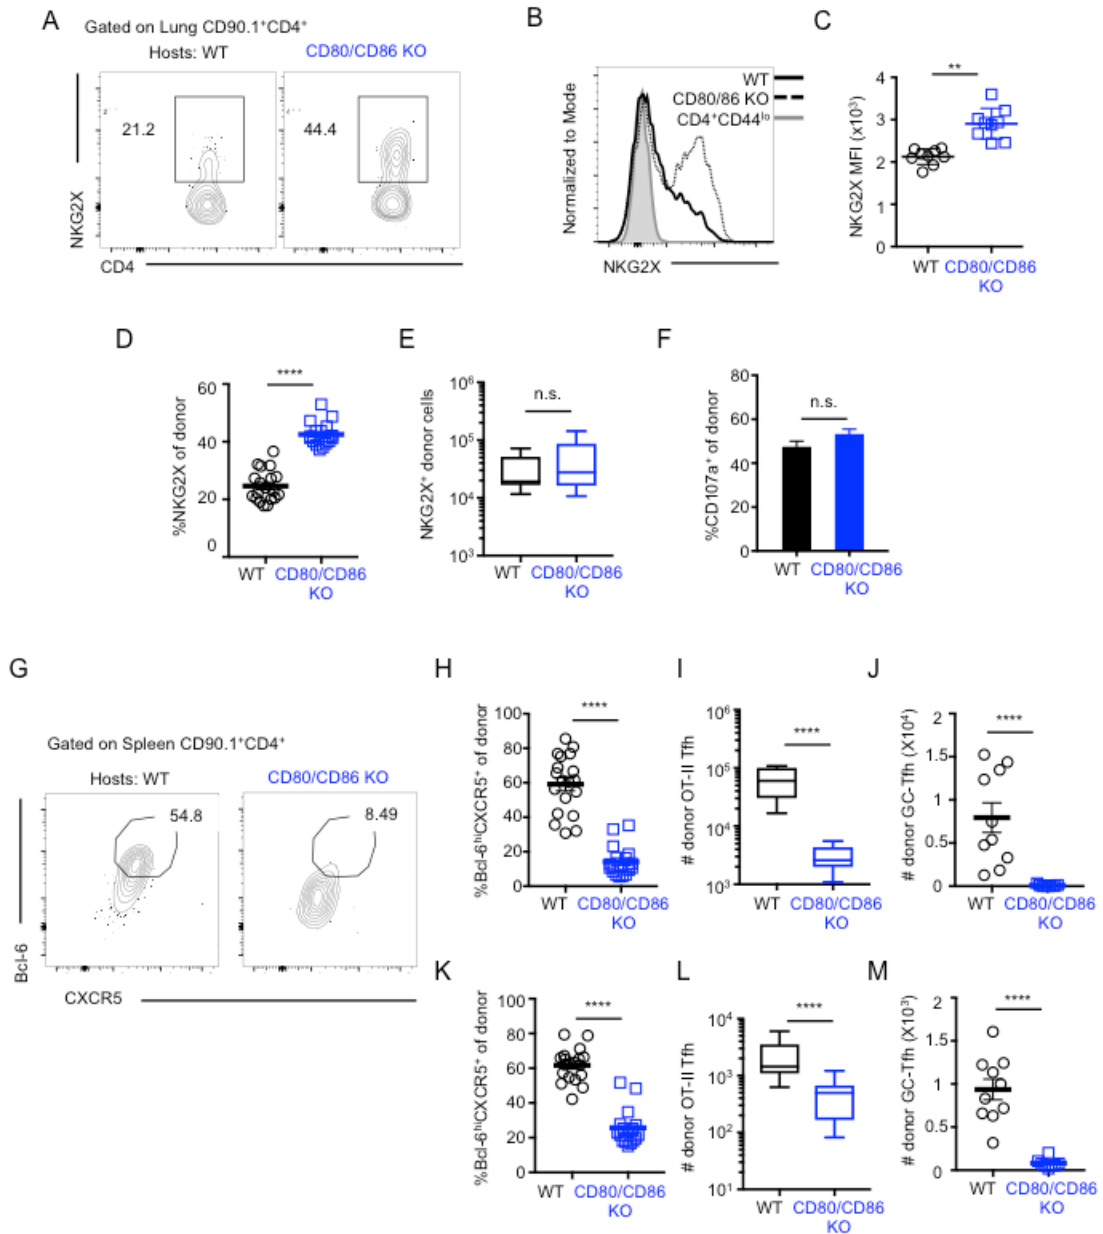 A
Gated on Lung CD90.1⁺CD4⁺
Hosts: WT
CD80/CD86 KO
21.2
44.4
NKG2X
CD4
B
WT
CD80/86 KO
CD4⁺CD44ˡᵒ
Normalized to Mode
NKG2X
C
**
NKG2X MFI (x10³)
4
3
2
1
0
WT
CD80/CD86
KO
D
****
%NKG2X of donor
60
40
20
0
WT
CD80/CD86
KO
E
n.s.
NKG2X⁺ donor cells
10⁶
10⁵
10⁴
10³
WT
CD80/CD86
KO
F
n.s.
%CD107a⁺ of donor
80
60
40
20
0
WT
CD80/CD86
KO
G
Gated on Spleen CD90.1⁺CD4⁺
Hosts: WT
CD80/CD86 KO
54.8
8.49
Bcl-6
CXCR5
H
****
%Bcl-6ʰⁱCXCR5⁺ of donor
100
80
60
40
20
0
WT
CD80/CD86
KO
I
****
# donor OT-II Tfh
10⁶
10⁵
10⁴
10³
WT
CD80/CD86
KO
J
****
# donor GC-Tfh (X10⁴)
2
1.5
1
0.5
0
WT
CD80/CD86
KO
K
****
%Bcl-6ʰⁱCXCR5⁺ of donor
100
80
60
40
20
0
WT
CD80/CD86
KO
L
****
# donor OT-II Tfh
10⁴
10³
10²
10¹
WT
CD80/CD86
KO
M
****
# donor GC-Tfh (X10³)
2
1.5
1
0.5
0
WT
CD80/CD86
KO